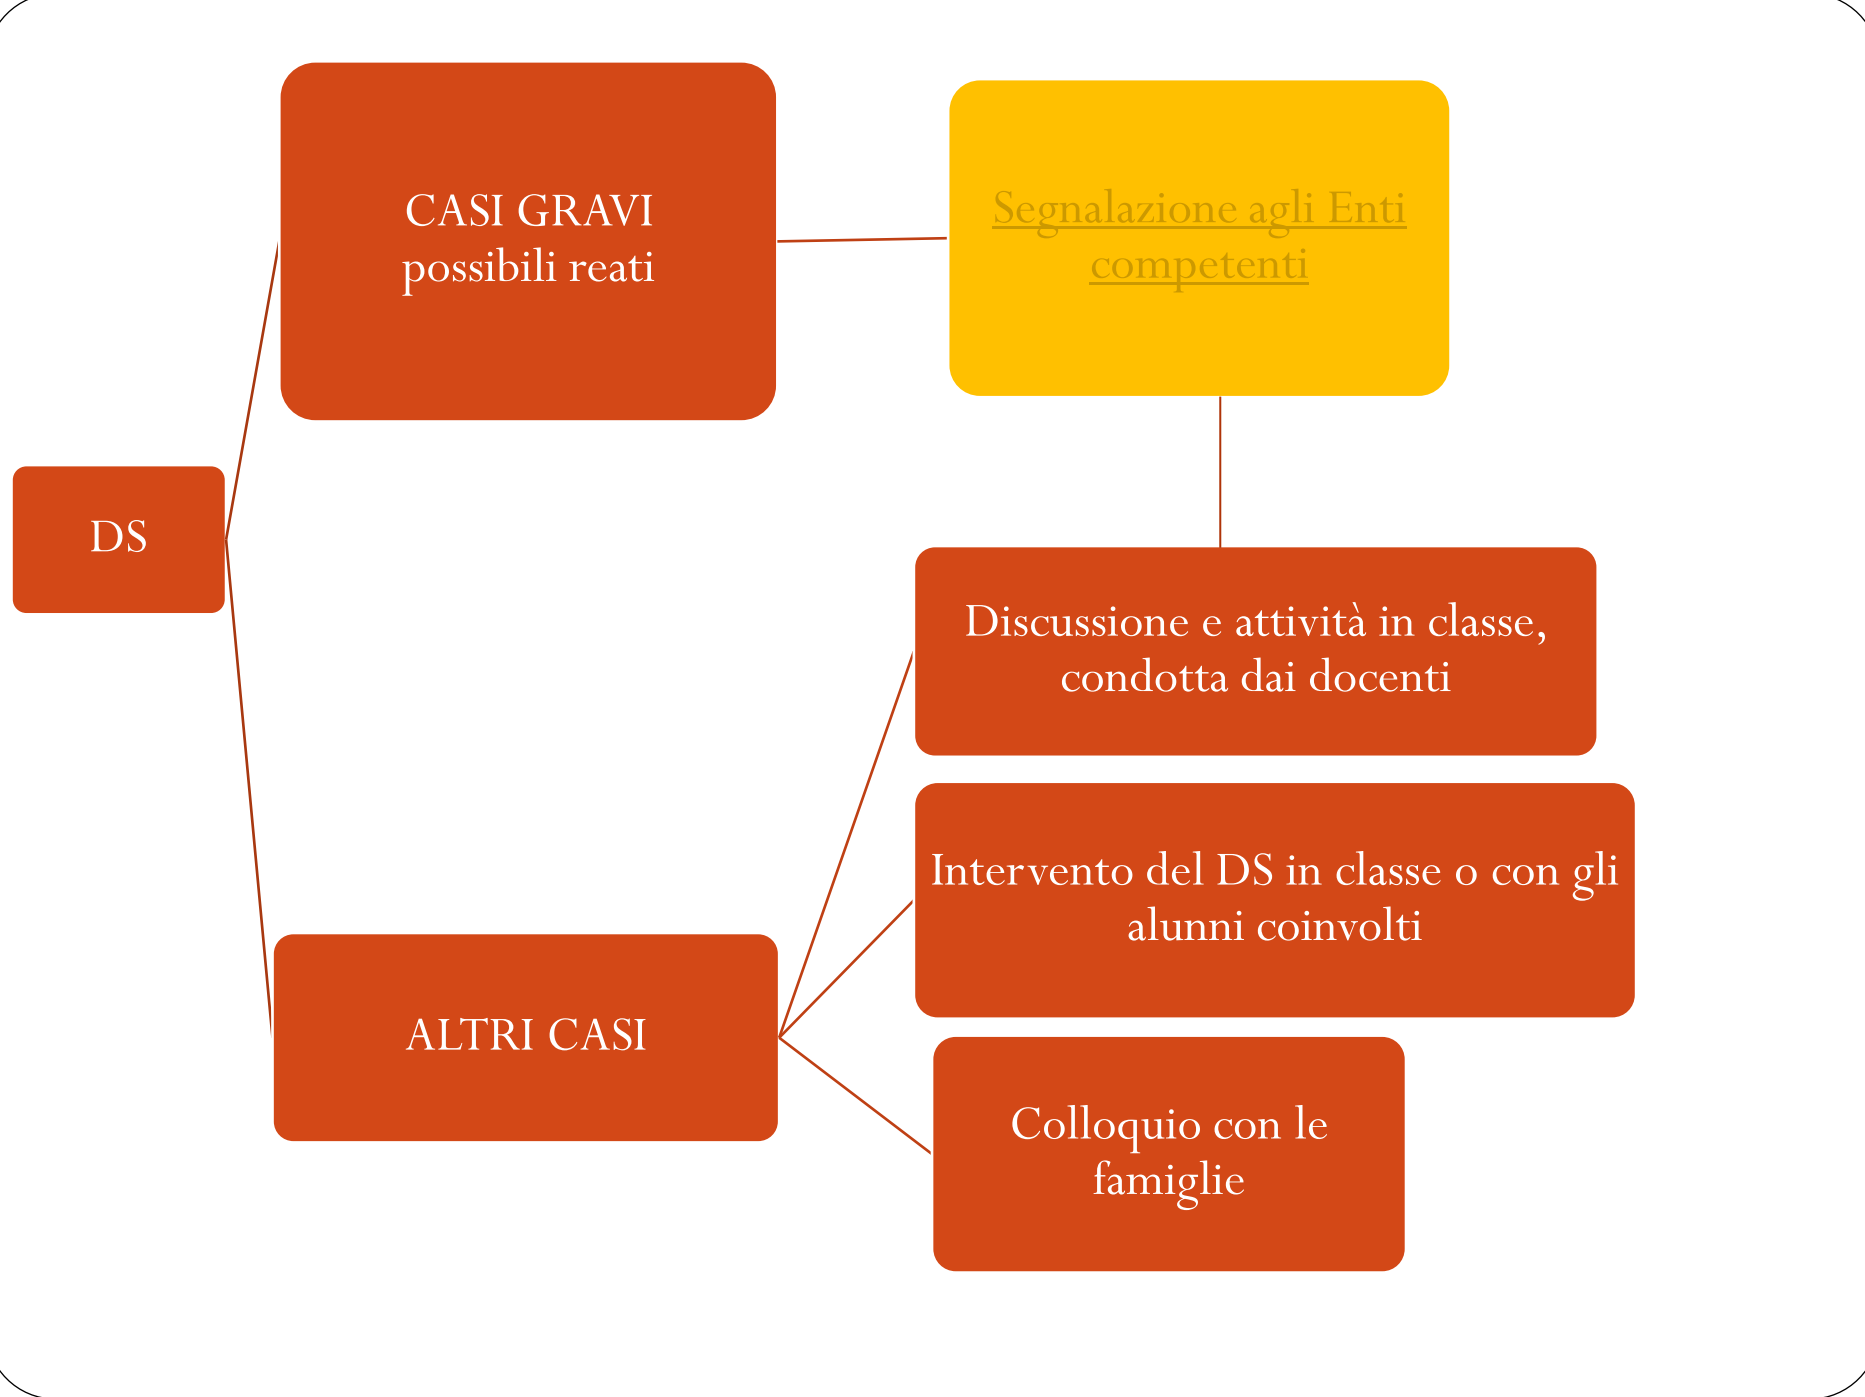 CASI GRAVI
possibili reati
Segnalazione agli Enti
competenti
DS
Discussione e attività in classe,
condotta dai docenti
Intervento del DS in classe o con gli
alunni coinvolti
ALTRI CASI
Colloquio con le
famiglie